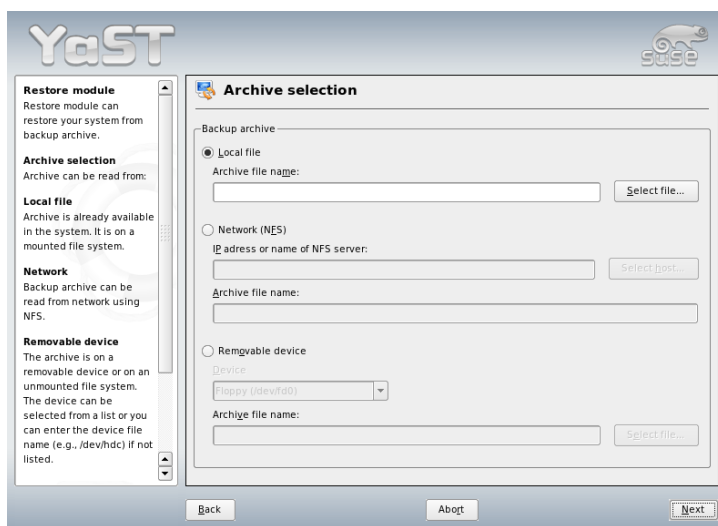 YaST
suse
Restore module
Restore module can
restore your system from
backup archive.
Archive selection
Archive can be read from:
Local file
Archive is already available
in the system. It is on a
mounted file system.
Network
Backup archive can be
read from network using
NFS.
Removable device
The archive is on a
removable device or on an
unmounted file system.
The device can be
selected from a list or you
can enter the device file
name (e.g., /dev/hdc) if not
listed.
Archive selection
Backup archive
Local file
Archive file name:
Select file...
Network (NFS)
IP adress or name of NFS server:
Select host...
Archive file name:
Removable device
Device
Floppy (/dev/fd0)
Archive file name:
Select file...
Back
Abort
Next